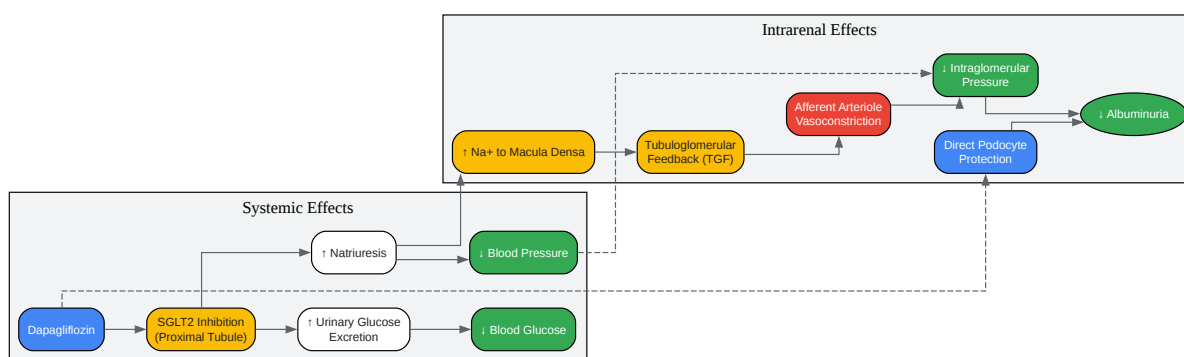 Intrarenal Effects
↓ Intraglomerular
Pressure
Afferent Arteriole
Vasoconstriction
↓ Albuminuria
↑ Na+ to Macula Densa
Tubuloglomerular
Feedback (TGF)
Direct Podocyte
Protection
Systemic Effects
↑ Natriuresis
↓ Blood Pressure
Dapagliflozin
SGLT2 Inhibition
(Proximal Tubule)
↑ Urinary Glucose
Excretion
↓ Blood Glucose